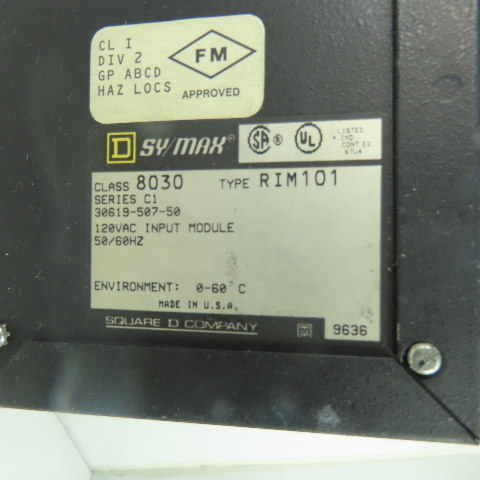 CL I
DIV 2
GP ABCD
HAZ LOCS
FM
APPROVED
D SY/MAX®
SA ® UL ®
LISTED
IND
CONT EQ
67U4
CLASS 8030 TYPE RIM101
SERIES C1
30619-507-50
120VAC INPUT MODULE
50/60HZ
ENVIRONMENT: 0-60°C
MADE IN U.S.A.
SQUARE D COMPANY
9636